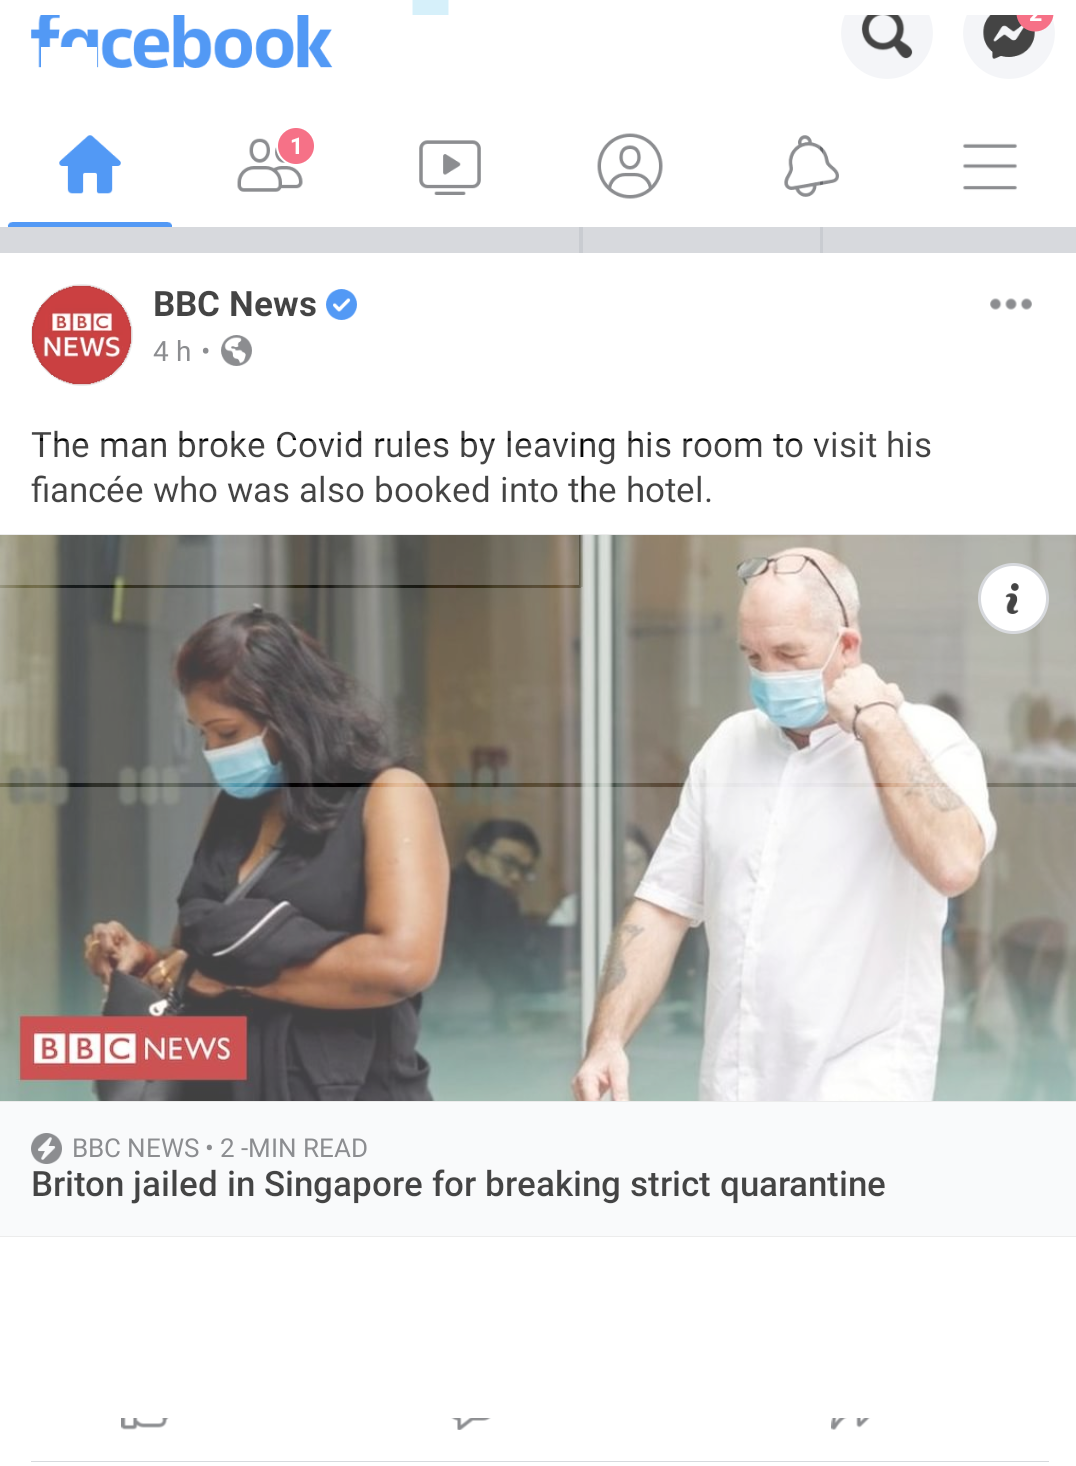 facebook
2
1
BBC News
BBC
NEWS
4 h •
The man broke Covid rules by leaving his room to visit his
fiancée who was also booked into the hotel.
i
BBC NEWS
BBC NEWS • 2 -MIN READ
Briton jailed in Singapore for breaking strict quarantine